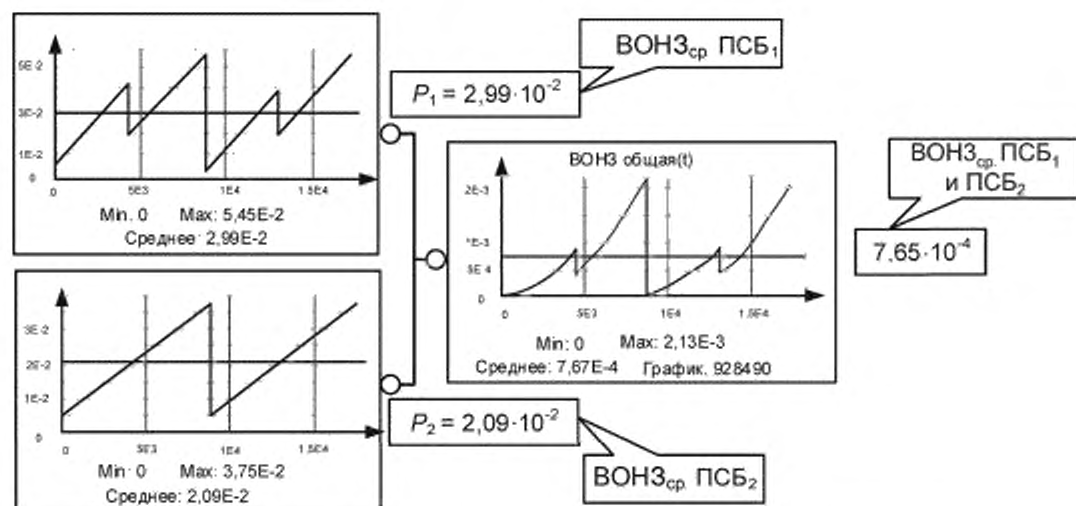 5E-2
3E-2
1E-2
0
0 5E3 1E4 1,5E4
Min. 0 Max: 5,45E-2
Среднее: 2,99E-2
P₁ = 2,99·10⁻²
ВОНЗср ПСБ₁
ВОНЗ общая(t)
2E-3
1E-3
5E 4
0
0 5E3 1E4 1,5E4
Min: 0 Max: 2,13E-3
Среднее: 7,67E-4 График. 928490
ВОНЗср. ПСБ₁
и ПСБ₂
7,65·10⁻⁴
3E-2
2E-2
1E-2
0
0 5E3 1E4 1,5E4
Min: 0 Max: 3,75E-2
Среднее: 2,09E-2
P₂ = 2,09·10⁻²
ВОНЗср. ПСБ₂